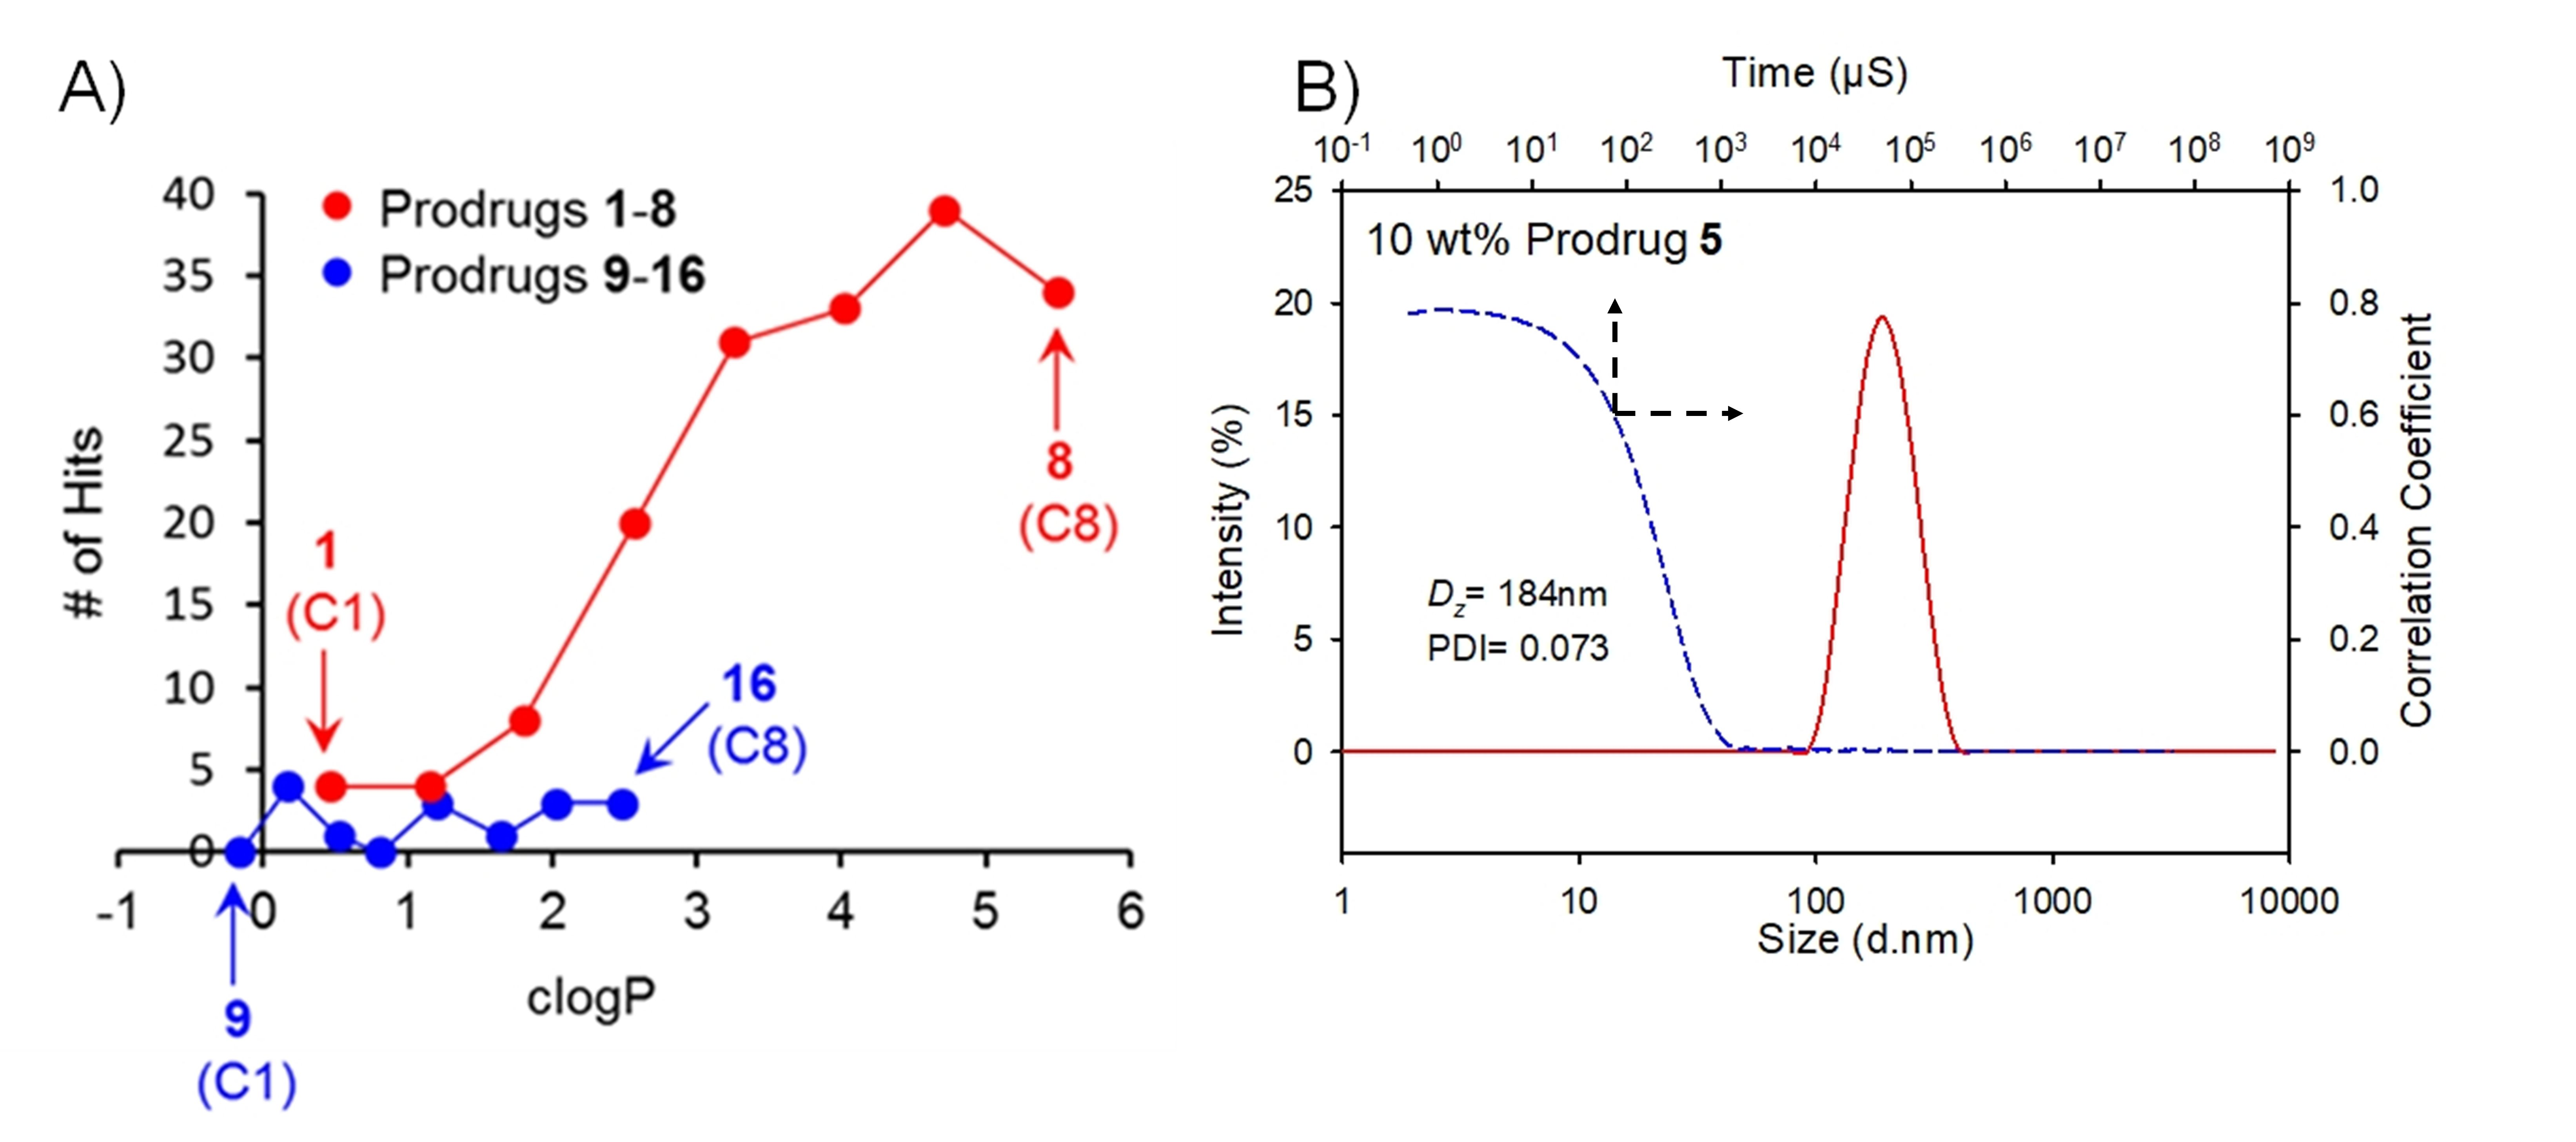 A)
40
35
30
25
20
15
10
5
0
# of Hits
Prodrugs 1-8
Prodrugs 9-16
1
(C1)
8
(C8)
16
(C8)
9
(C1)
-1 0 1 2 3 4 5 6
clogP
B)
Time (µS)
10⁻¹ 10⁰ 10¹ 10² 10³ 10⁴ 10⁵ 10⁶ 10⁷ 10⁸ 10⁹
25
20
15
10
5
0
Intensity (%)
10 wt% Prodrug 5
Dz= 184nm
PDI= 0.073
1.0
0.8
0.6
0.4
0.2
0.0
Correlation Coefficient
1 10 100 1000 10000
Size (d.nm)